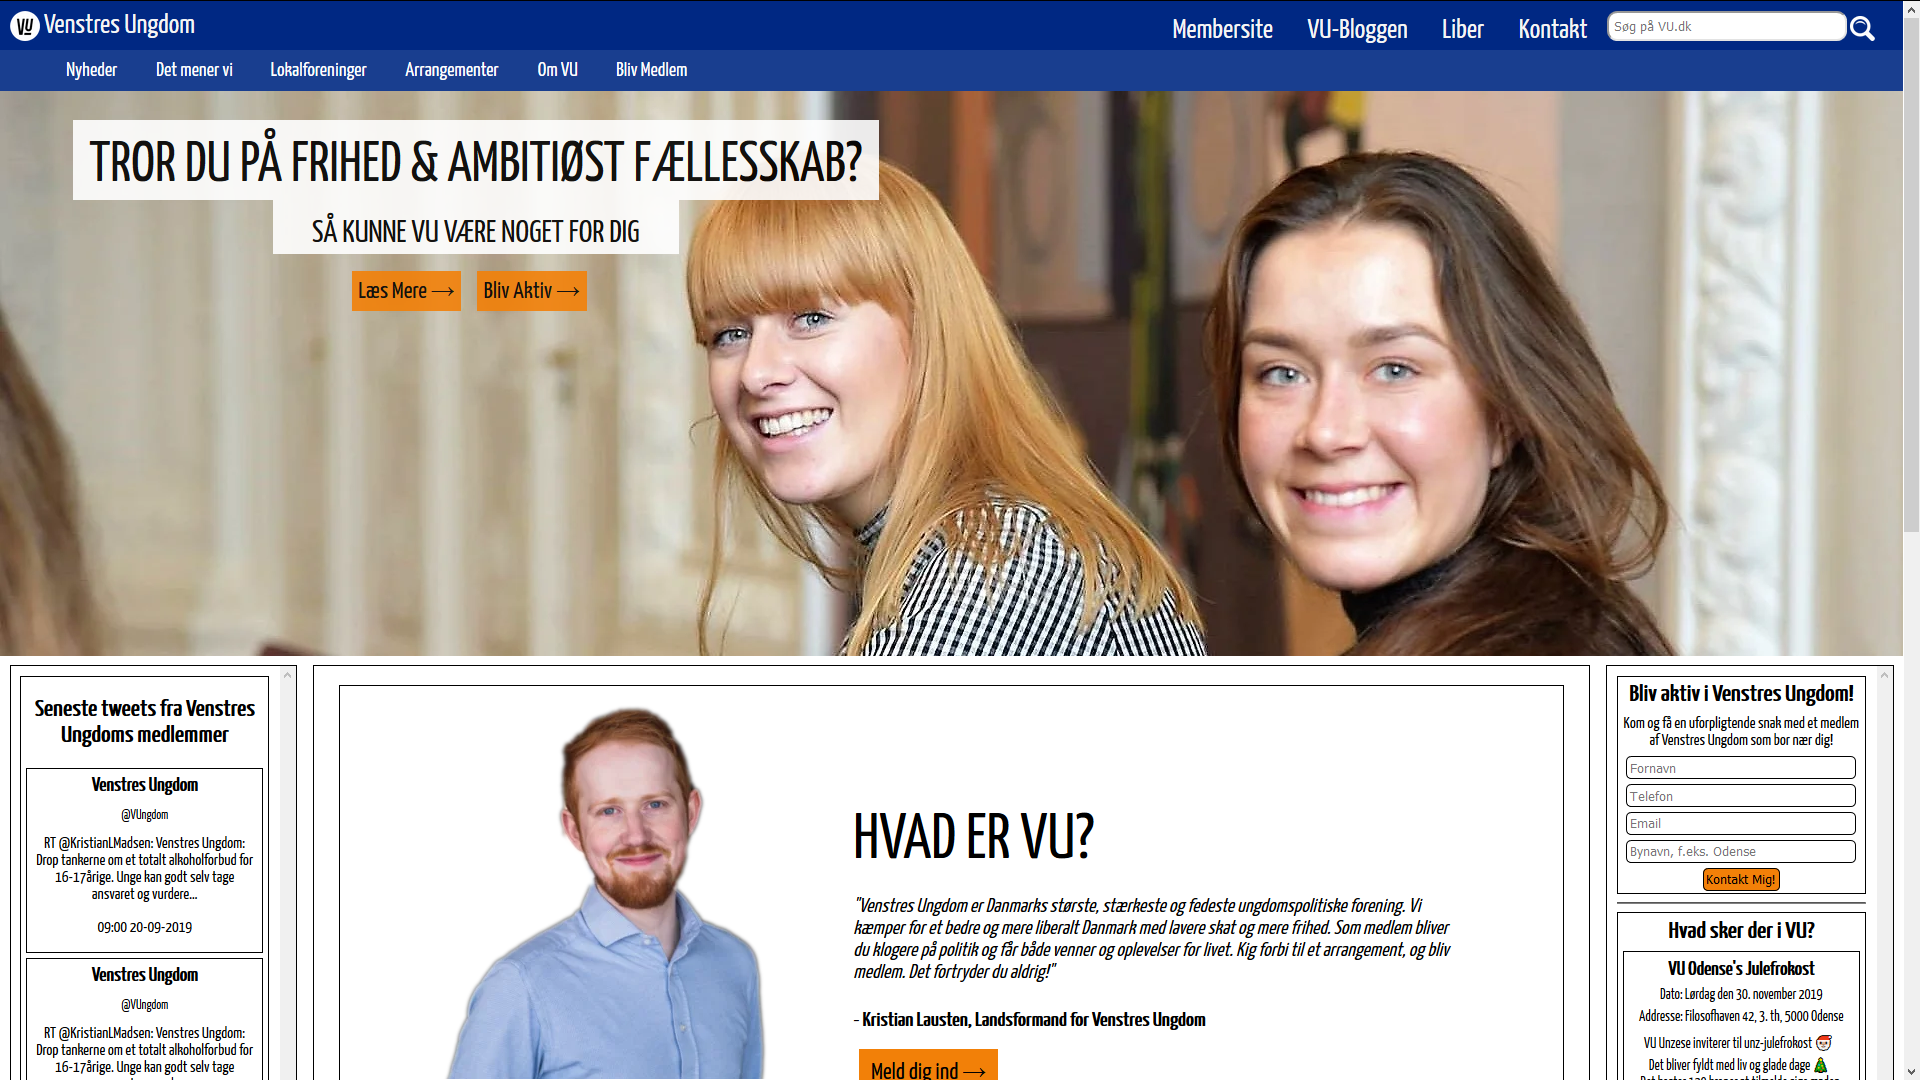 VU Venstres Ungdom
Membersite VU-Bloggen Liber Kontakt Søg på VU.dk
Nyheder Det mener vi Lokalforeninger Arrangementer Om VU Bliv Medlem
TROR DU PÅ FRIHED & AMBITIØST FÆLLESSKAB?
SÅ KUNNE VU VÆRE NOGET FOR DIG
Læs Mere → Bliv Aktiv →
Seneste tweets fra Venstres
Ungdoms medlemmer
Venstres Ungdom
@VUngdom
RT @KristianLMadsen: Venstres Ungdom:
Drop tankerne om et totalt alkoholforbud for
16-17årige. Unge kan godt selv tage
ansvaret og vurdere...
09:00 20-09-2019
Venstres Ungdom
@VUngdom
RT @KristianLMadsen: Venstres Ungdom:
Drop tankerne om et totalt alkoholforbud for
16-17årige. Unge kan godt selv tage
HVAD ER VU?
"Venstres Ungdom er Danmarks største, stærkeste og fedeste ungdomspolitiske forening. Vi
kæmper for et bedre og mere liberalt Danmark med lavere skat og mere frihed. Som medlem bliver
du klogere på politik og får både venner og oplevelser for livet. Kig forbi til et arrangement, og bliv
medlem. Det fortryder du aldrig!"
- Kristian Lausten, Landsformand for Venstres Ungdom
Meld dig ind →
Bliv aktiv i Venstres Ungdom!
Kom og få en uforpligtende snak med et medlem
af Venstres Ungdom som bor nær dig!
Fornavn
Telefon
Email
Bynavn, f.eks. Odense
Kontakt Mig!
Hvad sker der i VU?
VU Odense's Julefrokost
Dato: Lørdag den 30. november 2019
Addresse: Filosofhaven 42, 3. th, 5000 Odense
VU Unzese inviterer til unz-julefrokost 🎅
Det bliver fyldt med liv og glade dage 🎄